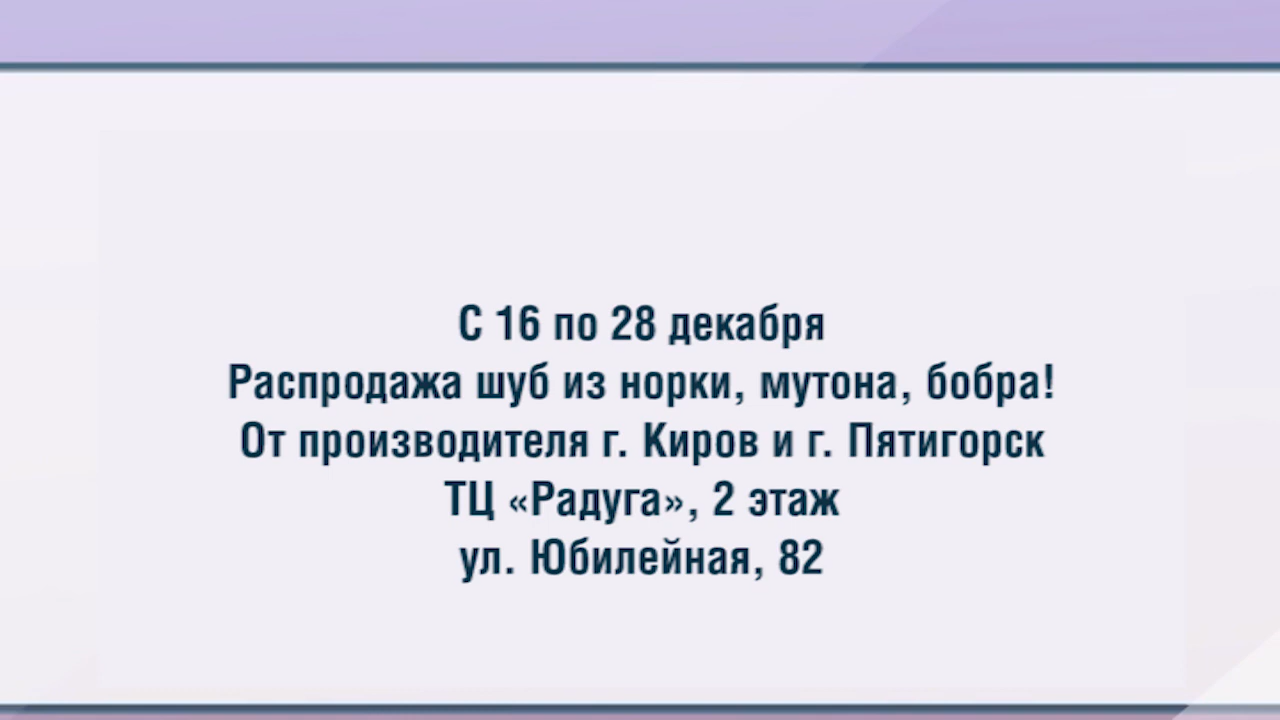 С 16 по 28 декабря
Распродажа шуб из норки, мутона, бобра!
От производителя г. Киров и г. Пятигорск
ТЦ «Радуга», 2 этаж
ул. Юбилейная, 82